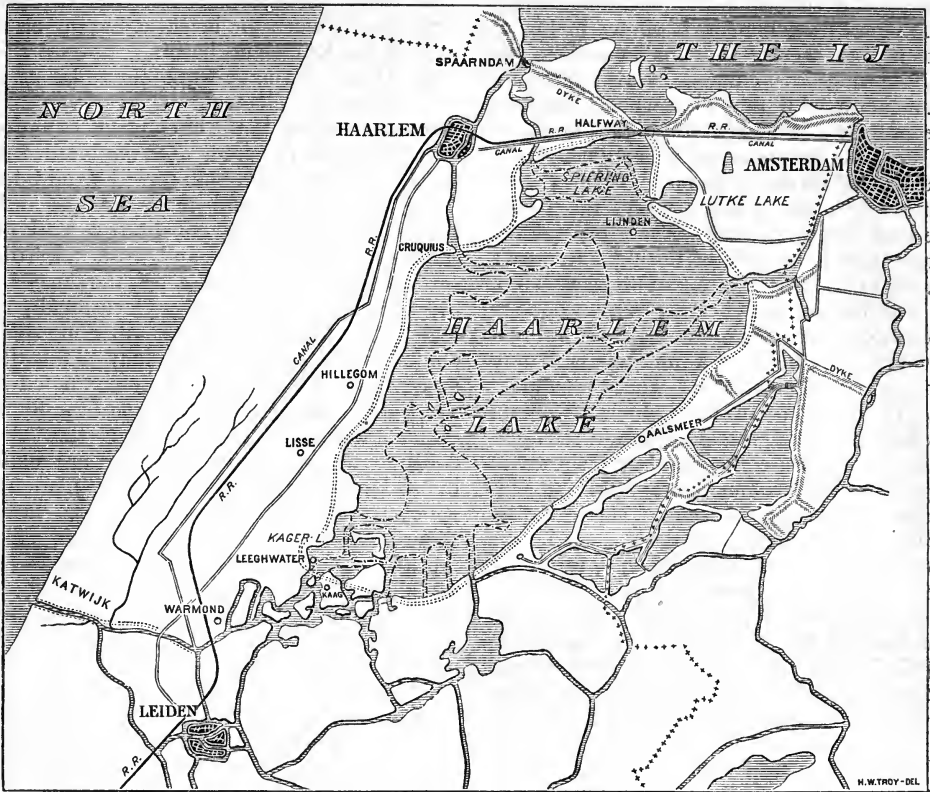 THE IJ
NORTH
SEA
SPAARNDAM
DYKE
HALFWAY
HAARLEM
CANAL
R.R.
R.R.
CANAL
AMSTERDAM
SPIERING
LAKE
LUTKE LAKE
LIJNDEN
CRUQUIUS
R.R.
CANAL
HAARLEM
LAKE
HILLEGOM
DYKE
LISSE
AALSMEER
R.R.
KAGER L.
LEEGHWATER
KAAG
KATWIJK
WARMOND
LEIDEN
R.R.
H.W.TROY-DEL